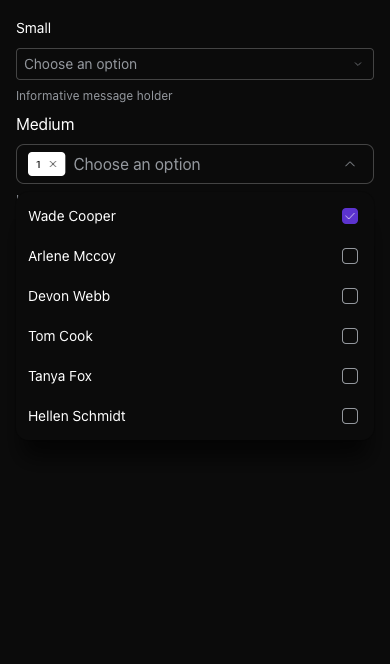 Small
Choose an option
Informative message holder
Medium
1 Choose an option
Wade Cooper
Arlene Mccoy
Devon Webb
Tom Cook
Tanya Fox
Hellen Schmidt